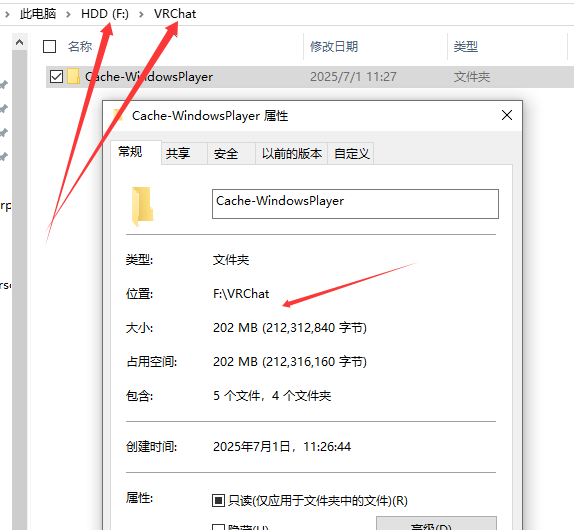 此电脑 > HDD (F:) > VRChat
名称 修改日期 类型
Cache-WindowsPlayer 2025/7/1 11:27 文件夹
Cache-WindowsPlayer 属性
常规 共享 安全 以前的版本 自定义
Cache-WindowsPlayer
类型: 文件夹
位置: F:\VRChat
大小: 202 MB (212,312,840 字节)
占用空间: 202 MB (212,316,160 字节)
包含: 5 个文件，4 个文件夹
创建时间: 2025年7月1日，11:26:44
属性: 只读(仅应用于文件夹中的文件)(R)
隐藏(H) 高级(D)...